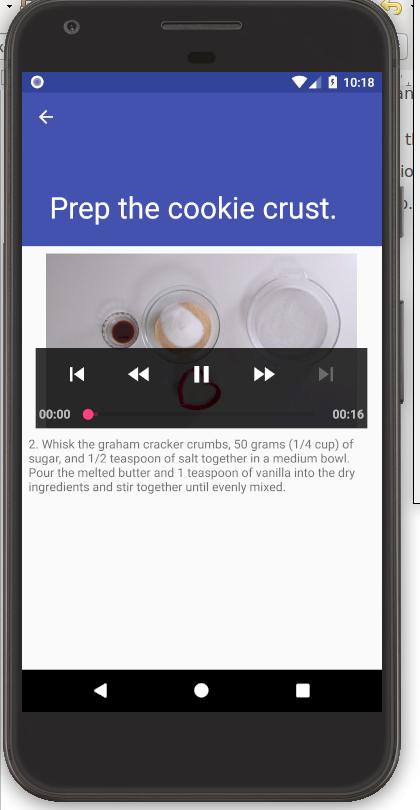 10:18
Prep the cookie crust.
00:00
00:16
2. Whisk the graham cracker crumbs, 50 grams (1/4 cup) of
sugar, and 1/2 teaspoon of salt together in a medium bowl.
Pour the melted butter and 1 teaspoon of vanilla into the dry
ingredients and stir together until evenly mixed.